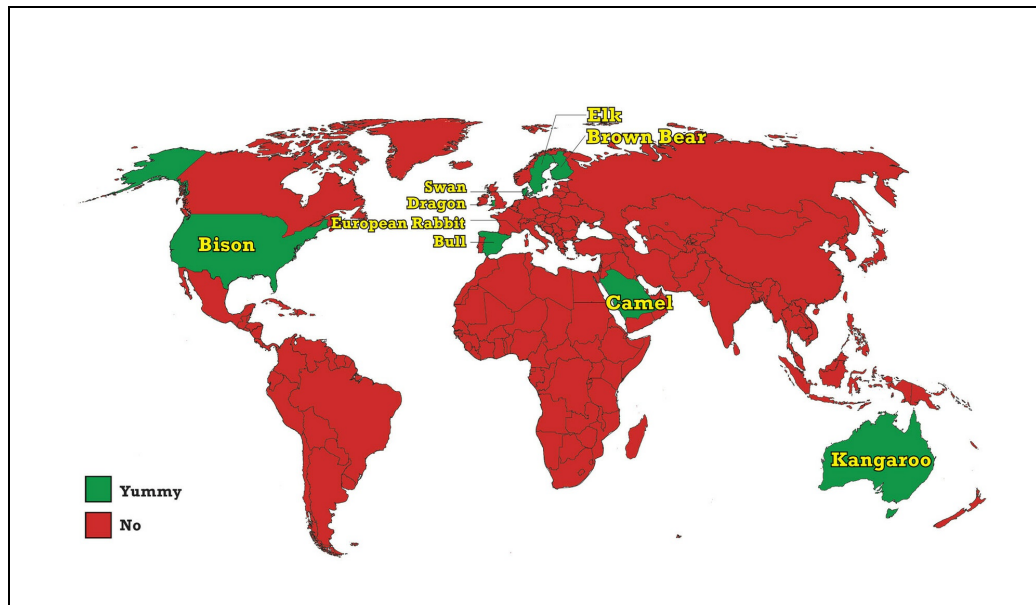 Elk
Brown Bear
Swan
Dragon
European Rabbit
Bull
Bison
Camel
Kangaroo
Yummy
No